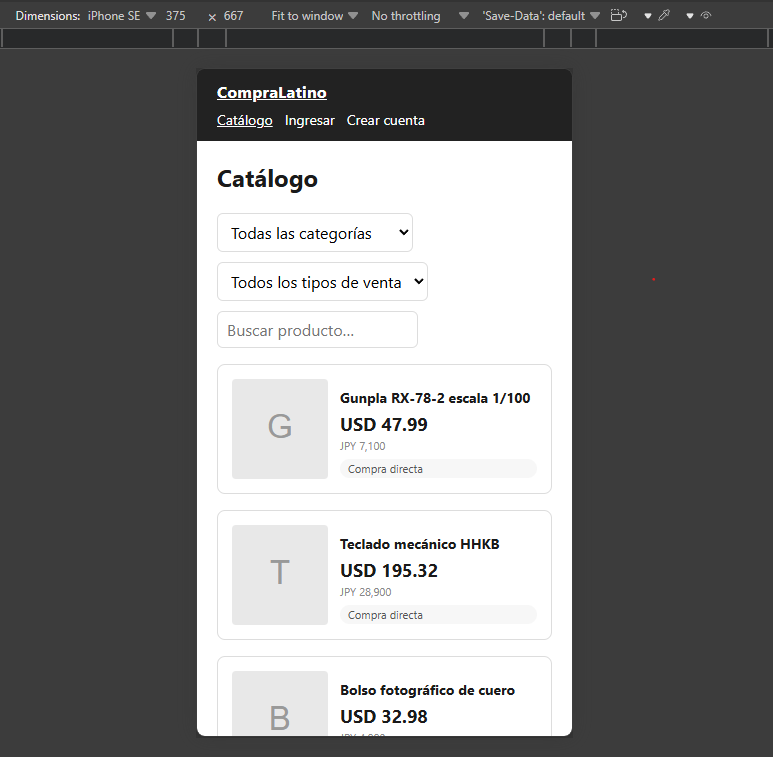 Dimensions: iPhone SE 375 × 667 Fit to window No throttling 'Save-Data': default
CompraLatino
Catálogo Ingresar Crear cuenta
Catálogo
Todas las categorías
Todos los tipos de venta
Buscar producto...
G
Gunpla RX-78-2 escala 1/100
USD 47.99
JPY 7,100
Compra directa
T
Teclado mecánico HHKB
USD 195.32
JPY 28,900
Compra directa
B
Bolso fotográfico de cuero
USD 32.98